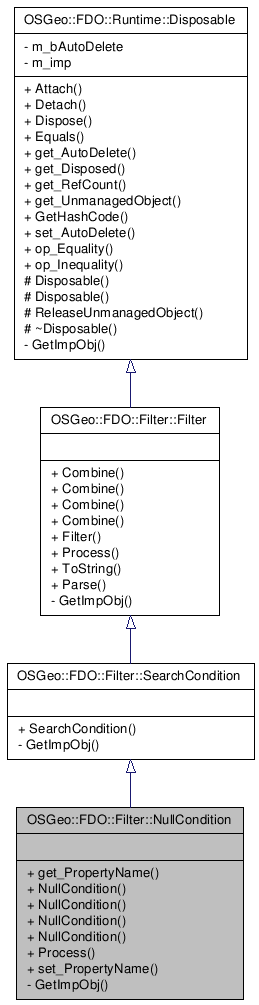 OSGeo::FDO::Runtime::Disposable
- m_bAutoDelete
- m_imp
+ Attach()
+ Detach()
+ Dispose()
+ Equals()
+ get_AutoDelete()
+ get_Disposed()
+ get_RefCount()
+ get_UnmanagedObject()
+ GetHashCode()
+ set_AutoDelete()
+ op_Equality()
+ op_Inequality()
# Disposable()
# Disposable()
# ReleaseUnmanagedObject()
# ~Disposable()
- GetImpObj()
OSGeo::FDO::Filter::Filter
+ Combine()
+ Combine()
+ Combine()
+ Combine()
+ Filter()
+ Process()
+ ToString()
+ Parse()
- GetImpObj()
OSGeo::FDO::Filter::SearchCondition
+ SearchCondition()
- GetImpObj()
OSGeo::FDO::Filter::NullCondition
+ get_PropertyName()
+ NullCondition()
+ NullCondition()
+ NullCondition()
+ NullCondition()
+ Process()
+ set_PropertyName()
- GetImpObj()